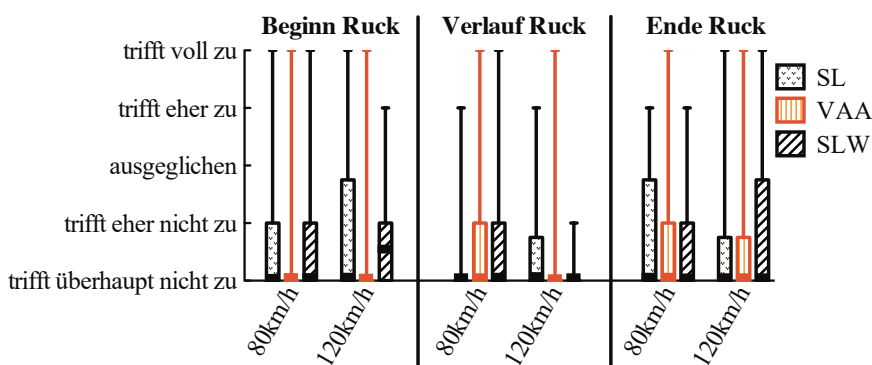 Beginn Ruck Verlauf Ruck Ende Ruck
trifft voll zu
trifft eher zu
ausgeglichen
trifft eher nicht zu
trifft überhaupt nicht zu
SL
VAA
SLW
80km/h 120km/h 80km/h 120km/h 80km/h 120km/h